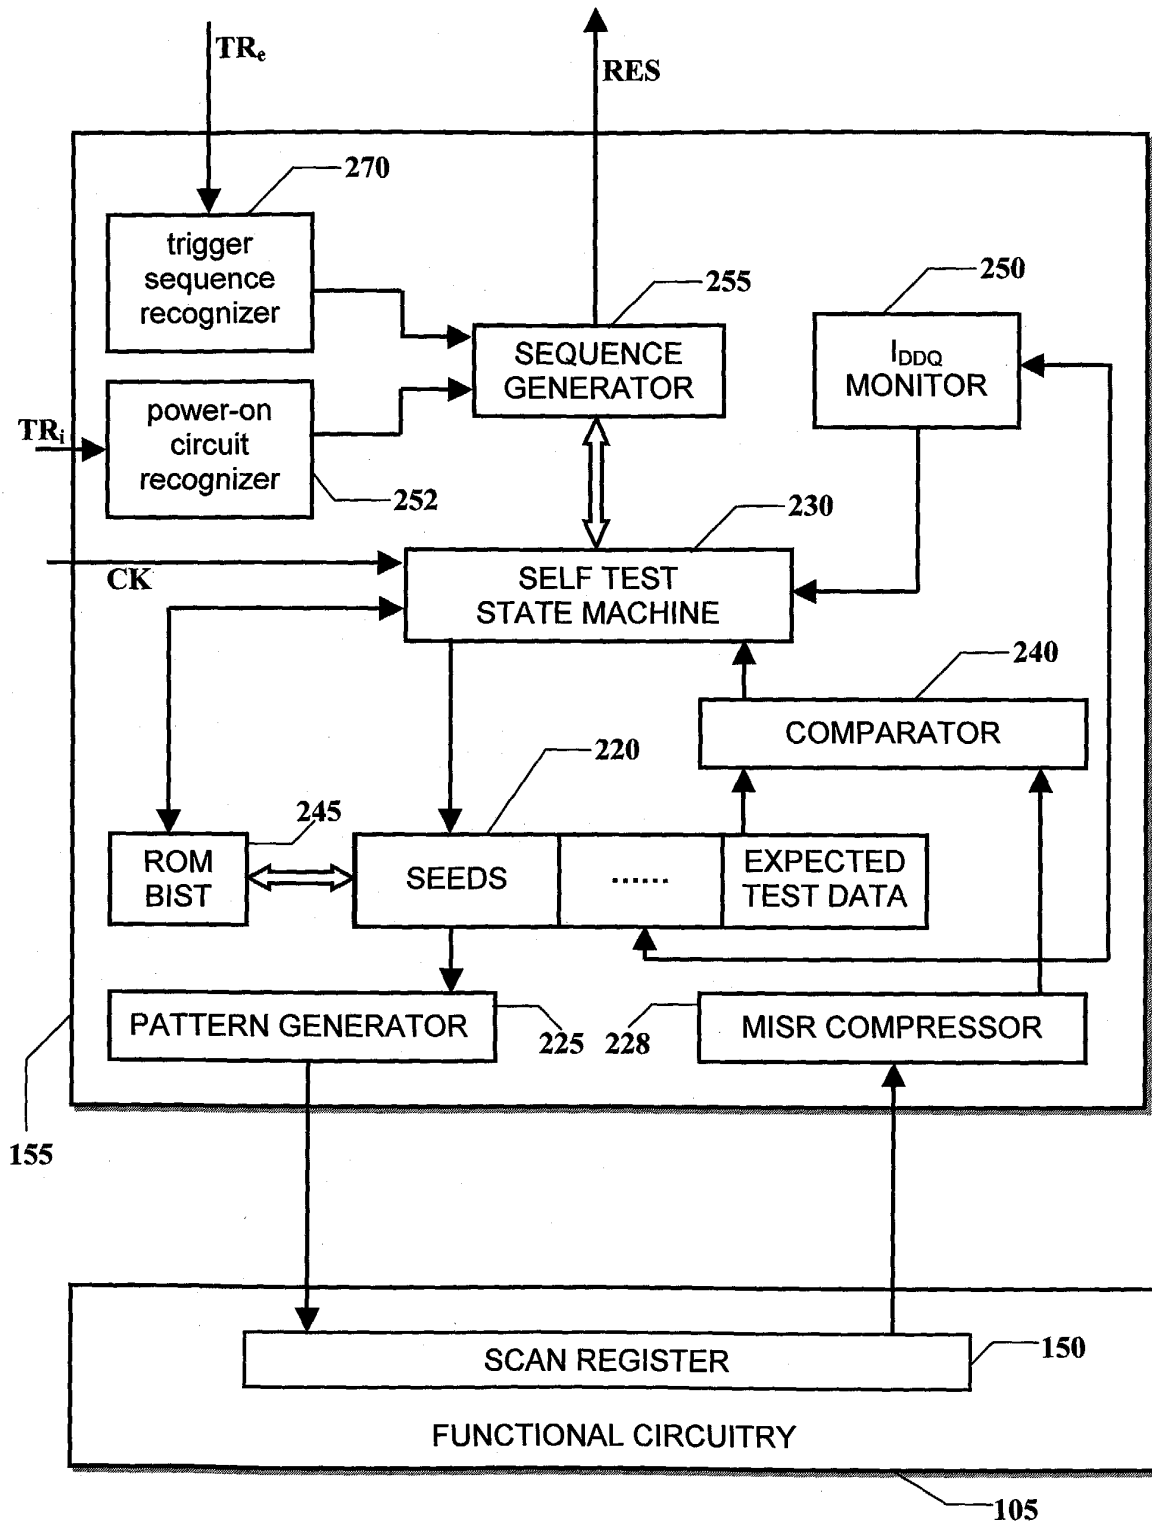 TRe
RES
270
trigger
sequence
recognizer
255
250
SEQUENCE
GENERATOR
IDDQ
MONITOR
power-on
circuit
recognizer
TRi
252
230
CK
SELF TEST
STATE MACHINE
240
COMPARATOR
220
245
ROM
BIST
SEEDS
......
EXPECTED
TEST DATA
PATTERN GENERATOR
225
228
MISR COMPRESSOR
155
SCAN REGISTER
150
FUNCTIONAL CIRCUITRY
105